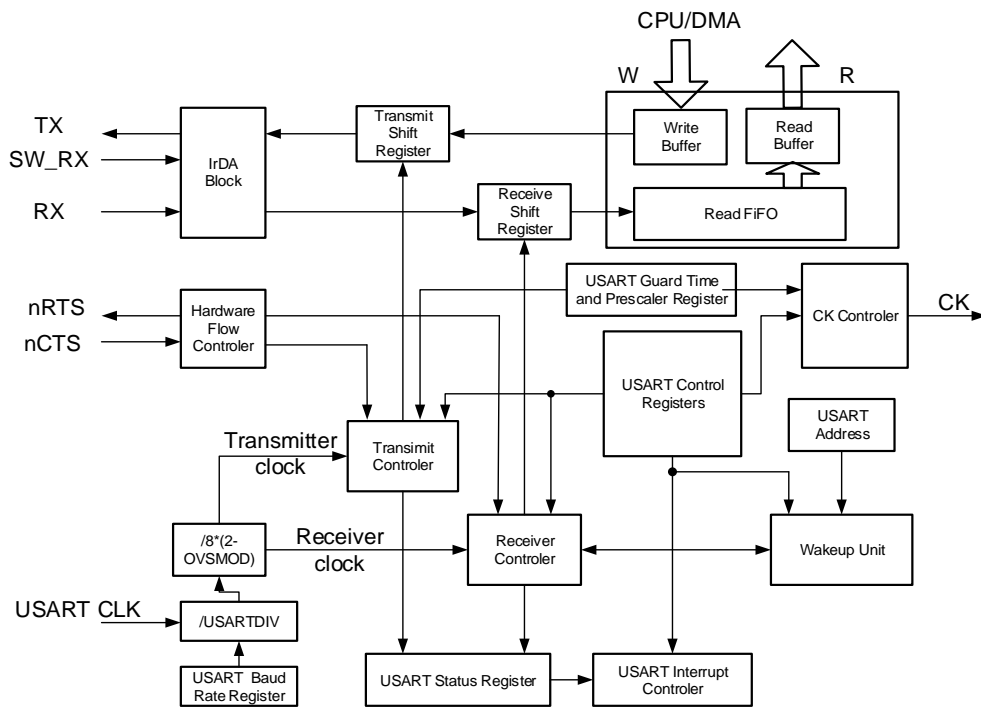 CPU/DMA
W
R
TX
SW_RX
RX
IrDA
Block
Transmit
Shift
Register
Write
Buffer
Read
Buffer
Receive
Shift
Register
Read FiFO
nRTS
nCTS
Hardware
Flow
Controler
USART Guard Time
and Prescaler Register
CK Controler
CK
USART Control
Registers
USART
Address
Transmitter
clock
Transimit
Controler
/8*(2-
OVSMOD)
Receiver
clock
Receiver
Controler
Wakeup Unit
USART CLK
/USARTDIV
USART Baud
Rate Register
USART Status Register
USART Interrupt
Controler